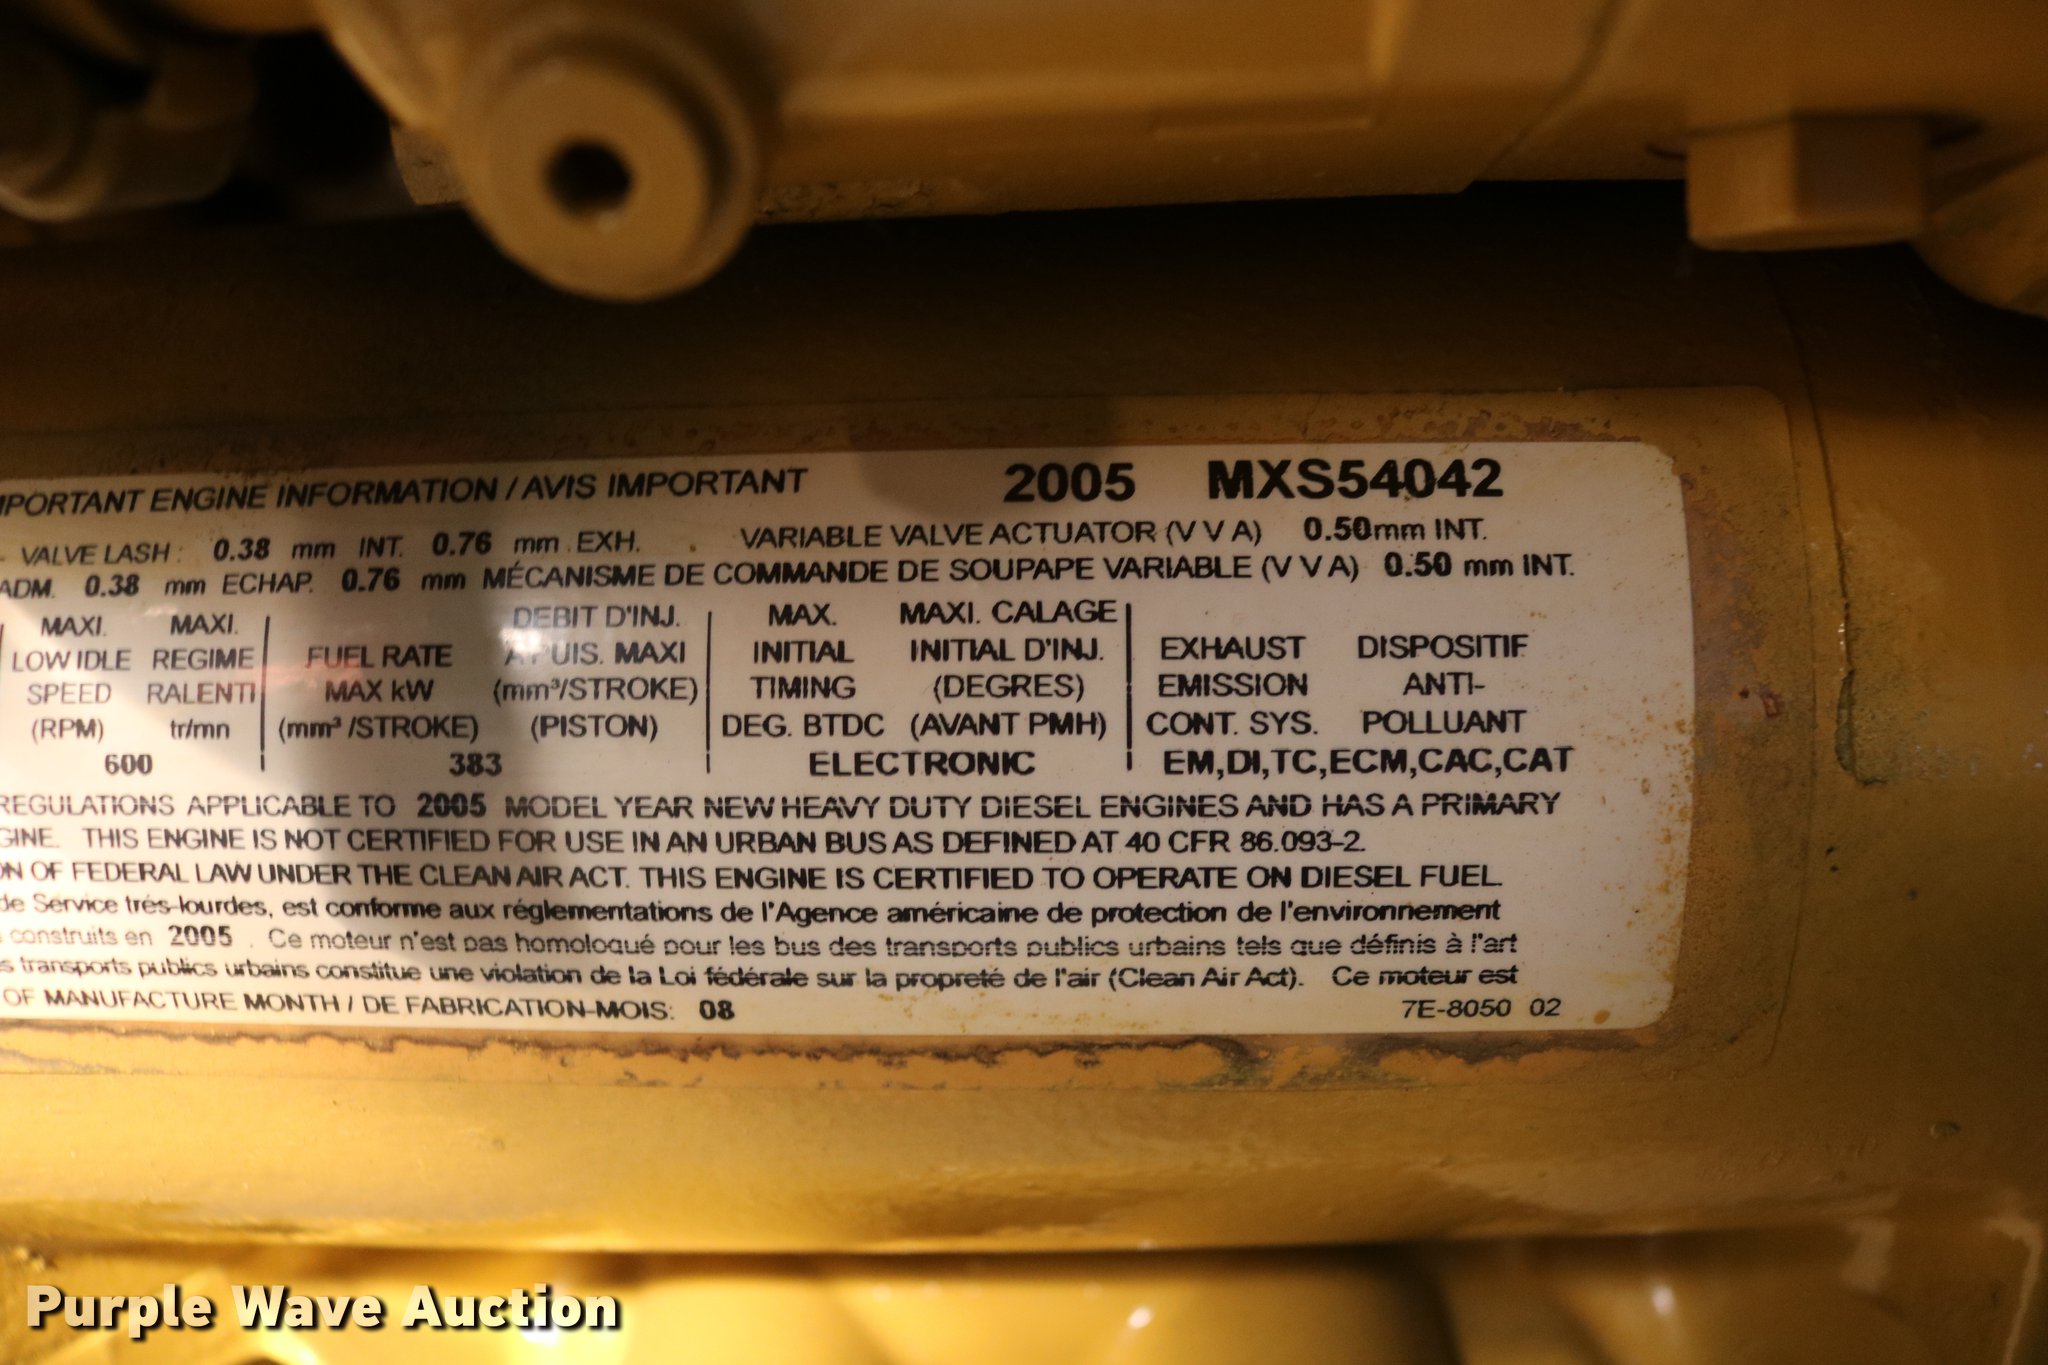 IMPORTANT ENGINE INFORMATION / AVIS IMPORTANT 2005 MXS54042
- VALVE LASH: 0.38 mm INT. 0.76 mm EXH. VARIABLE VALVE ACTUATOR (V V A) 0.50mm INT.
ADM. 0.38 mm ECHAP. 0.76 mm MÉCANISME DE COMMANDE DE SOUPAPE VARIABLE (V V A) 0.50 mm INT.
MAXI. MAXI. DEBIT D'INJ. MAX. MAXI. CALAGE
LOW IDLE REGIME FUEL RATE A PUIS. MAXI INITIAL INITIAL D'INJ. EXHAUST DISPOSITIF
SPEED RALENTI MAX kW (mm³/STROKE) TIMING (DEGRES) EMISSION ANTI-
(RPM) tr/mn (mm³ /STROKE) (PISTON) DEG. BTDC (AVANT PMH) CONT. SYS. POLLUANT
600 383 ELECTRONIC EM,DI,TC,ECM,CAC,CAT
REGULATIONS APPLICABLE TO 2005 MODEL YEAR NEW HEAVY DUTY DIESEL ENGINES AND HAS A PRIMARY
GINE. THIS ENGINE IS NOT CERTIFIED FOR USE IN AN URBAN BUS AS DEFINED AT 40 CFR 86.093-2.
ON OF FEDERAL LAW UNDER THE CLEAN AIR ACT. THIS ENGINE IS CERTIFIED TO OPERATE ON DIESEL FUEL.
de Service trés-lourdes, est conforme aux réglementations de l'Agence américaine de protection de l'environnement
construits en 2005 . Ce moteur n'est pas homologué pour les bus des transports publics urbains tels que définis à l'art
s transports publics urbains constitue une violation de la Loi fédérale sur la propreté de l'air (Clean Air Act). Ce moteur est
OF MANUFACTURE MONTH / DE FABRICATION-MOIS: 08 7E-8050 02
Purple Wave Auction